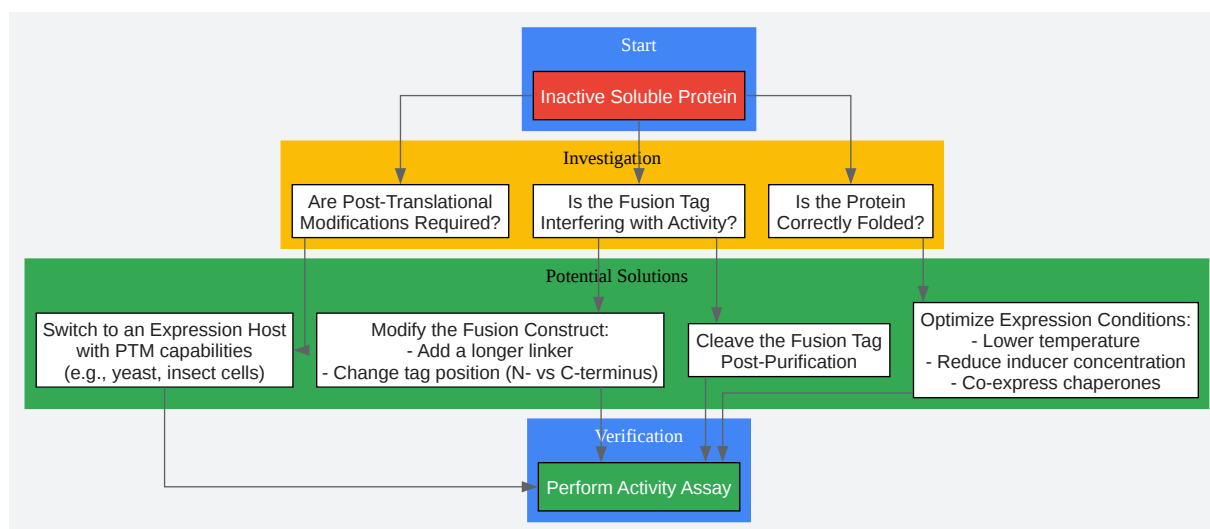 Start
Inactive Soluble Protein
Investigation
Are Post-Translational
Modifications Required?
Is the Fusion Tag
Interfering with Activity?
Is the Protein
Correctly Folded?
Potential Solutions
Switch to an Expression Host
with PTM capabilities
(e.g., yeast, insect cells)
Modify the Fusion Construct:
- Add a longer linker
- Change tag position (N- vs C-terminus)
Cleave the Fusion Tag
Post-Purification
Optimize Expression Conditions:
- Lower temperature
- Reduce inducer concentration
- Co-express chaperones
Verification
Perform Activity Assay